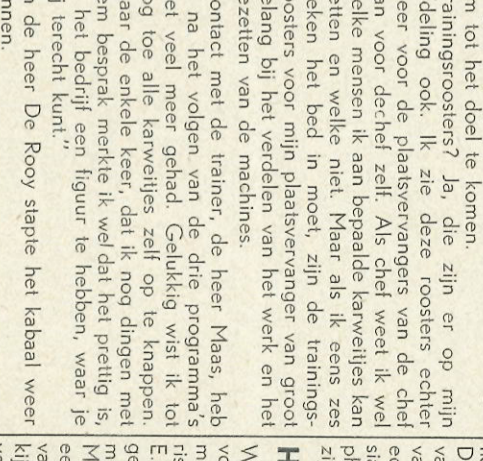 m tot het doel te komen.
rainingsroosters? Ja, die zijn er op mijn
deling ook. Ik zie deze roosters echter
eer voor de plaatsvervangers van de chef
an voor de chef zelf. Als chef weet ik wel
elke mensen ik aan bepaalde karweitjes kan
etten en welke niet. Maar als ik eens zes
eken het bed in moet, zijn de trainings-
osters voor mijn plaatsvervanger van groot
elang bij het verdelen van het werk en het
ezetten van de machines.
ontact met de trainer, de heer Maas, heb
na het volgen van de drie programma's
et veel meer gehad. Gelukkig wist ik tot
og toe alle karweitjes zelf op te knappen.
aar de enkele keer, dat ik nog dingen met
em besprak merkte ik wel dat het prettig is,
het bedrijf een figuur te hebben, waar je
j terecht kunt."
n de heer De Rooy stapte het kabaal weer
nnen.